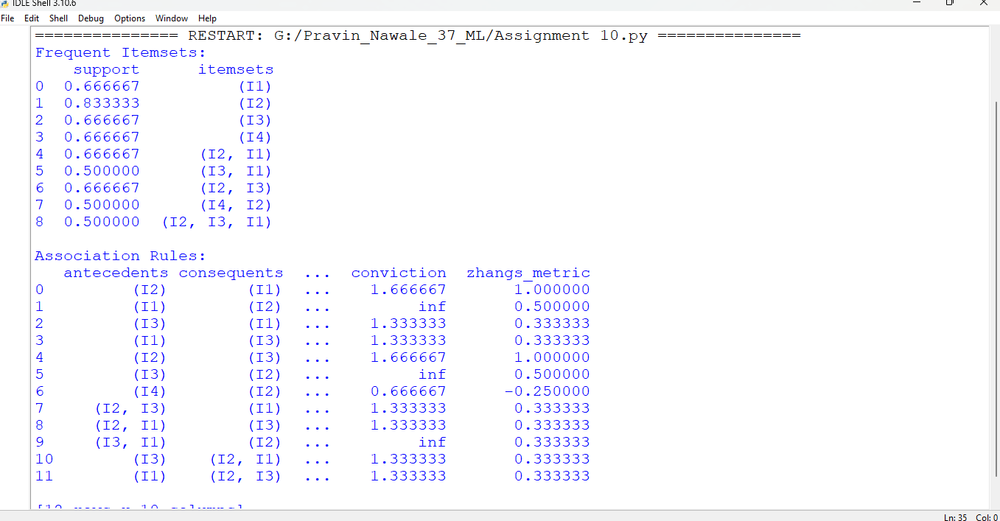 IDLE Shell 3.10.6
File Edit Shell Debug Options Window Help
=============== RESTART: G:/Pravin_Nawale_37_ML/Assignment 10.py ===============
Frequent Itemsets:
    support      itemsets
0  0.666667          (I1)
1  0.833333          (I2)
2  0.666667          (I3)
3  0.666667          (I4)
4  0.666667      (I2, I1)
5  0.500000      (I3, I1)
6  0.666667      (I2, I3)
7  0.500000      (I4, I2)
8  0.500000  (I2, I3, I1)
Association Rules:
   antecedents consequents  ...  conviction  zhangs_metric
0         (I2)        (I1)  ...    1.666667       1.000000
1         (I1)        (I2)  ...         inf       0.500000
2         (I3)        (I1)  ...    1.333333       0.333333
3         (I1)        (I3)  ...    1.333333       0.333333
4         (I2)        (I3)  ...    1.666667       1.000000
5         (I3)        (I2)  ...         inf       0.500000
6         (I4)        (I2)  ...    0.666667      -0.250000
7     (I2, I3)        (I1)  ...    1.333333       0.333333
8     (I2, I1)        (I3)  ...    1.333333       0.333333
9     (I3, I1)        (I2)  ...         inf       0.333333
10        (I3)    (I2, I1)  ...    1.333333       0.333333
11        (I1)    (I2, I3)  ...    1.333333       0.333333
[12 rows x 10 columns]
Ln: 35 Col: 0